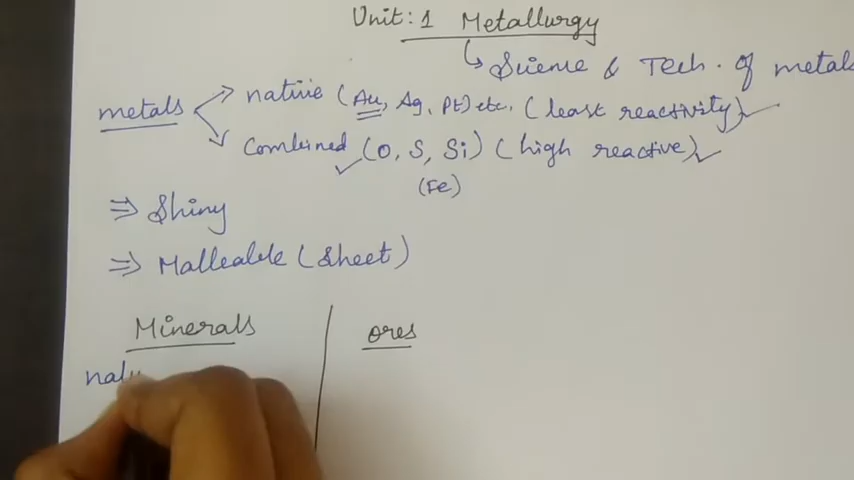 Unit: 1 Metallurgy
Science & Tech. of metals
metals native (Au, Ag, Pt) etc, (least reactivity)
Combined (O, S, Si) (high reactive)
(Fe)
⇒ Shiny
⇒ Malleable (sheet)
Minerals ores